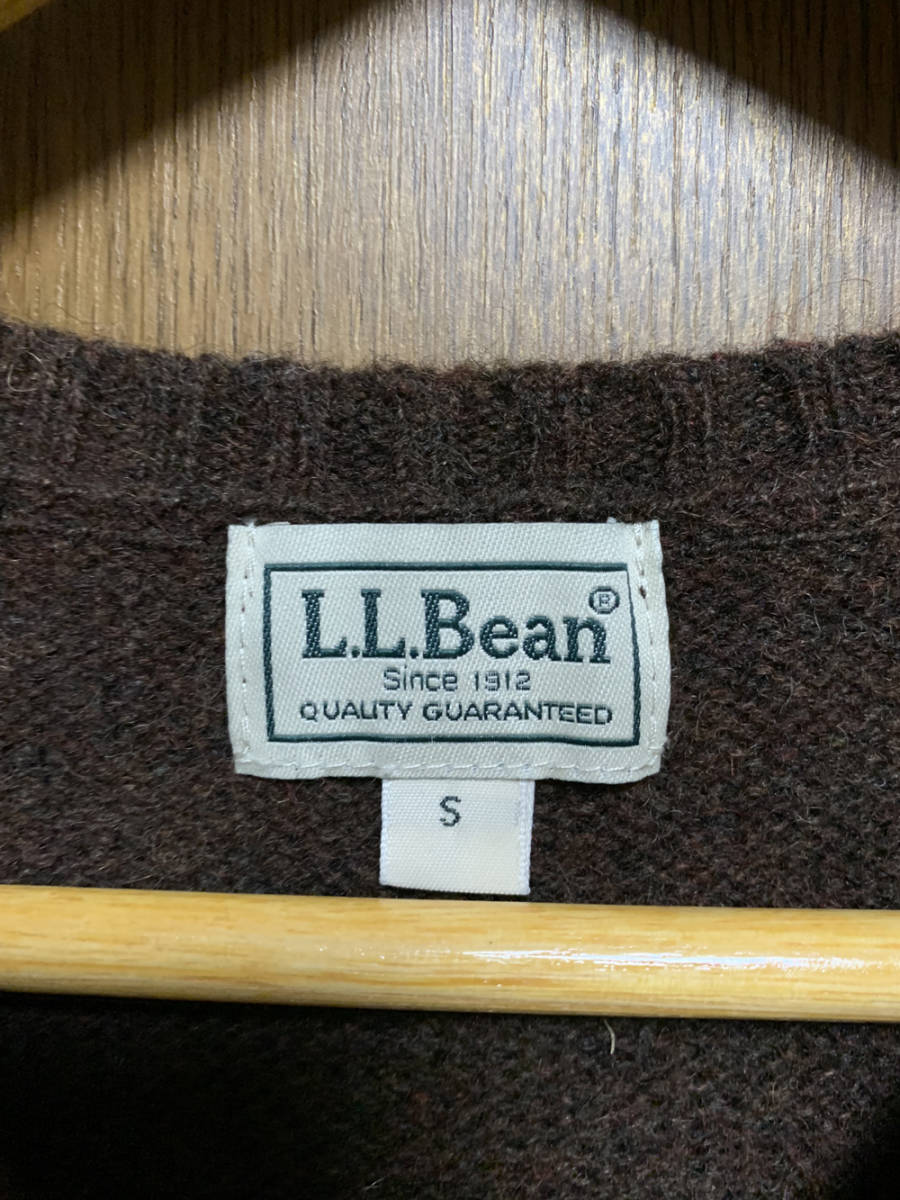 L.L.Bean®
Since 1912
QUALITY GUARANTEED
S